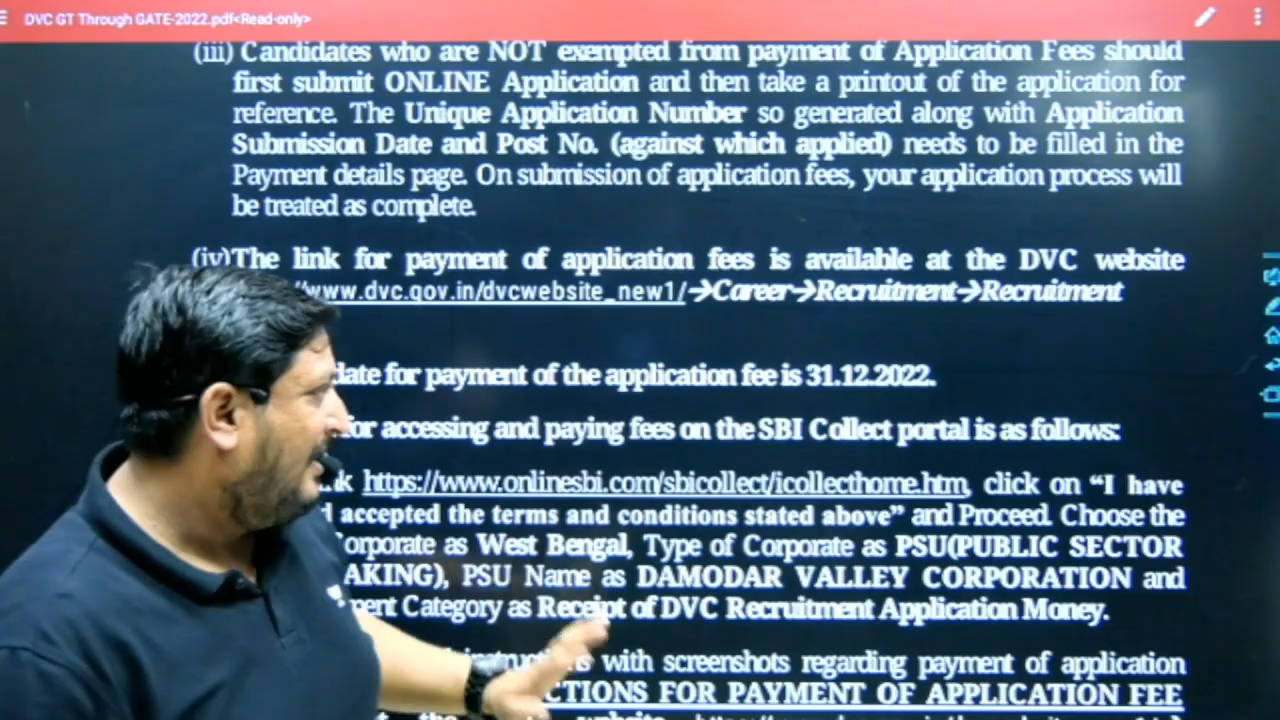 DVC GT Through GATE-2022.pdf<Read-only>
(iii) Candidates who are NOT exempted from payment of Application Fees should
first submit ONLINE Application and then take a printout of the application for
reference. The Unique Application Number so generated along with Application
Submission Date and Post No. (against which applied) needs to be filled in the
Payment details page. On submission of application fees, your application process will
be treated as complete.
(iv) The link for payment of application fees is available at the DVC website
/www.dvc.gov.in/dvcwebsite_new1/→Career→Recruitment→Recruitment
date for payment of the application fee is 31.12.2022.
for accessing and paying fees on the SBI Collect portal is as follows:
https://www.onlinesbi.com/sbicollect/icollecthome.htm, click on “I have
accepted the terms and conditions stated above” and Proceed. Choose the
Corporate as West Bengal, Type of Corporate as PSU(PUBLIC SECTOR
AKING), PSU Name as DAMODAR VALLEY CORPORATION and
Category as Receipt of DVC Recruitment Application Money.
with screenshots regarding payment of application
CTIONS FOR PAYMENT OF APPLICATION FEE